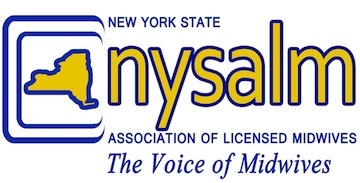 NEW YORK STATE
nysalm
ASSOCIATION OF LICENSED MIDWIVES
The Voice of Midwives